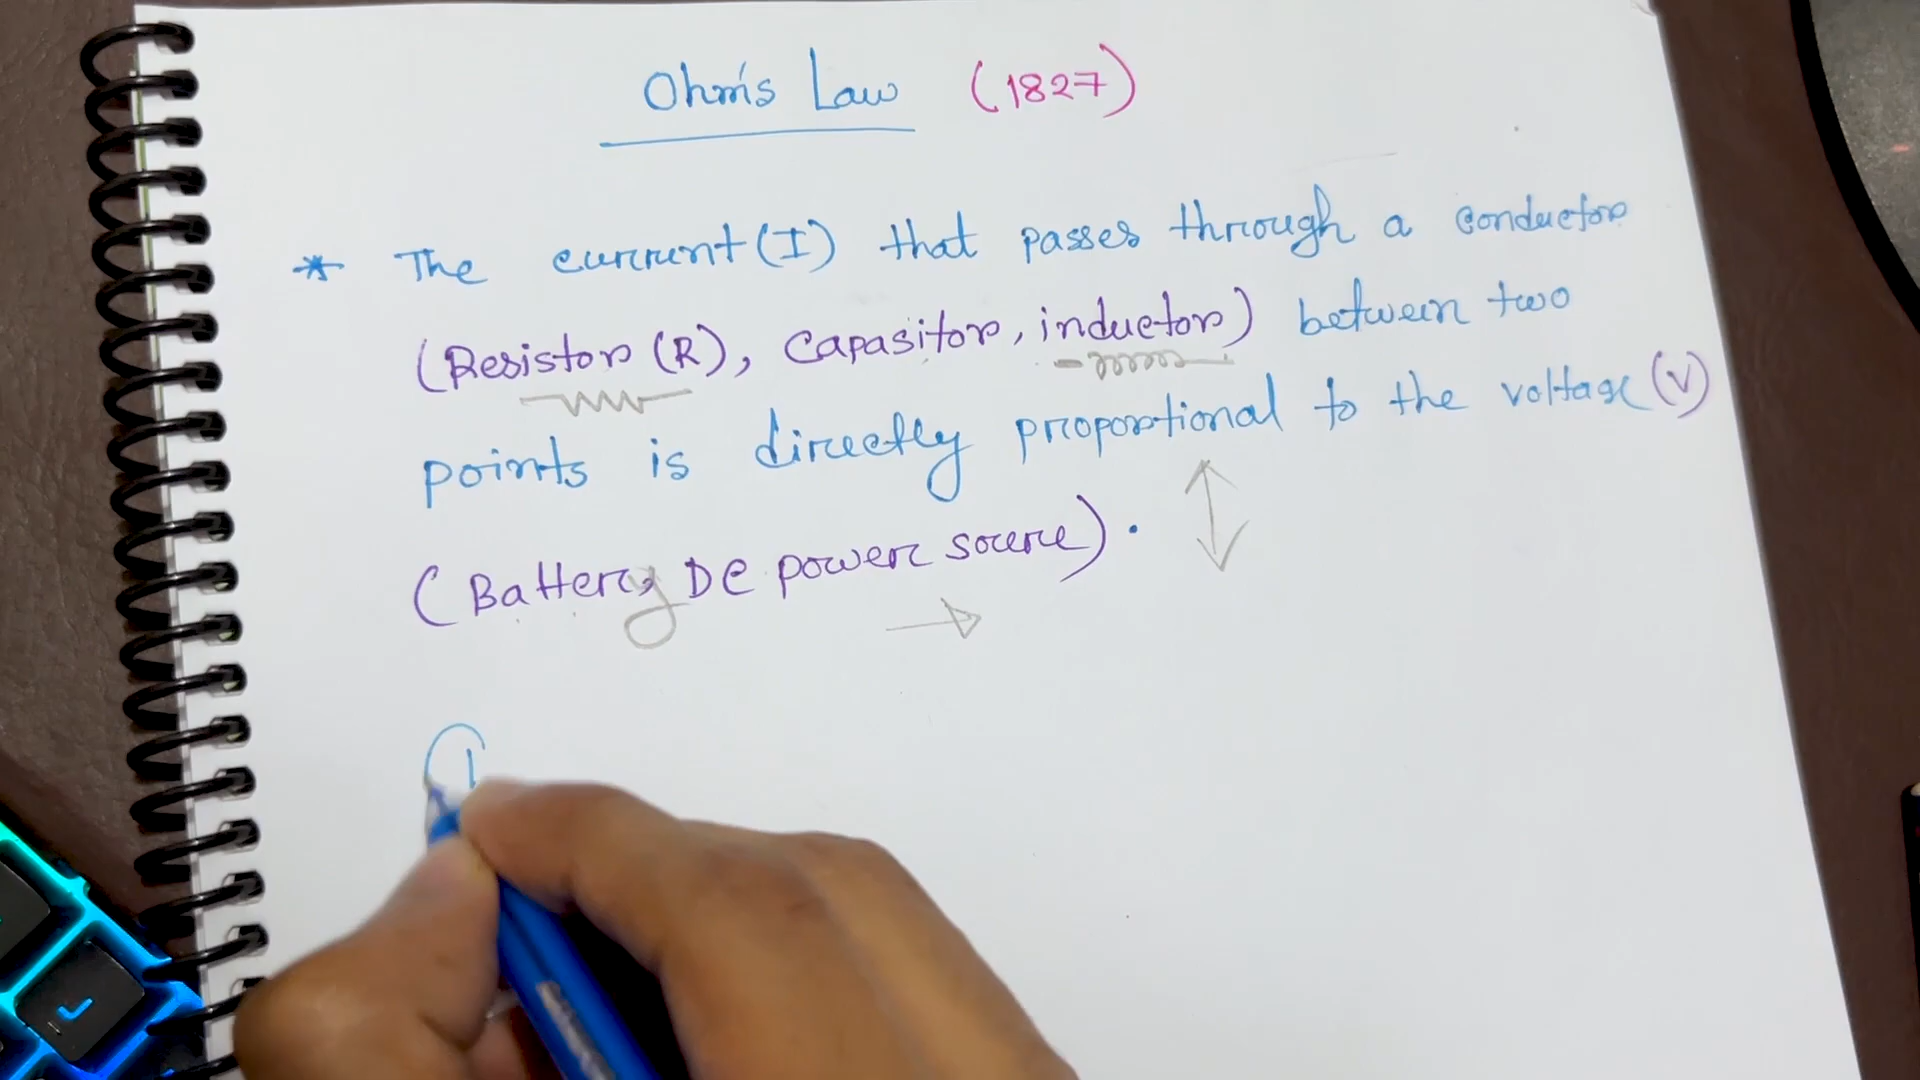 Ohm's Law (1827)
* The current (I) that passes through a conductor
(Resistor (R), Capasitor, inductor) between two
points is directly proportional to the voltage (V)
(Battery DC power source).